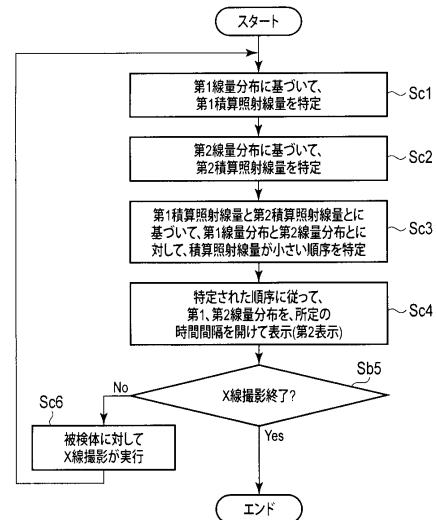 スタート
第1線量分布に基づいて、
第1積算照射線量を特定
Sc1
第2線量分布に基づいて、
第2積算照射線量を特定
Sc2
第1積算照射線量と第2積算照射線量とに
基づいて、第1線量分布と第2線量分布とに
対して、積算照射線量が小さい順序を特定
Sc3
特定された順序に従って、
第1、第2線量分布を、所定の
時間間隔を開けて表示(第2表示)
Sc4
Sb5
X線撮影終了?
No
Yes
Sc6
被検体に対して
X線撮影が実行
エンド